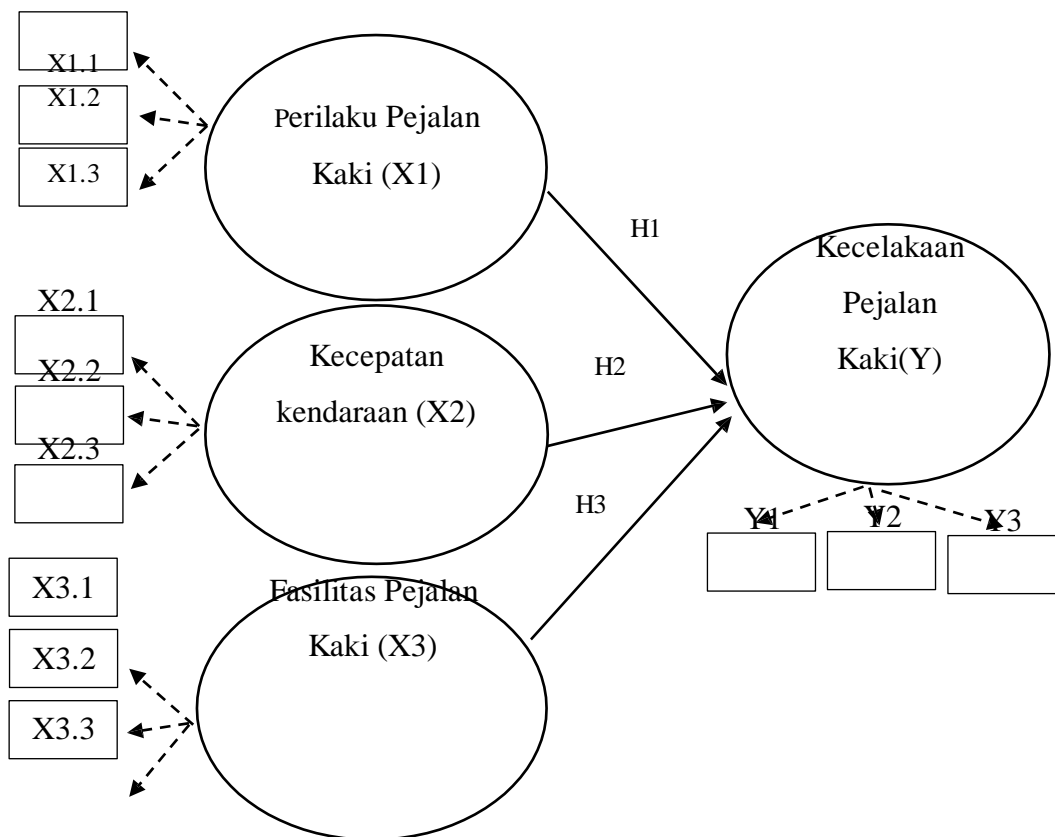 X1.1
X1.2
X1.3
Perilaku Pejalan
Kaki (X1)
H1
Kecelakaan
Pejalan
Kaki(Y)
X2.1
X2.2
X2.3
Kecepatan
kendaraan (X2)
H2
H3
Y1
Y2
Y3
X3.1
X3.2
X3.3
Fasilitas Pejalan
Kaki (X3)